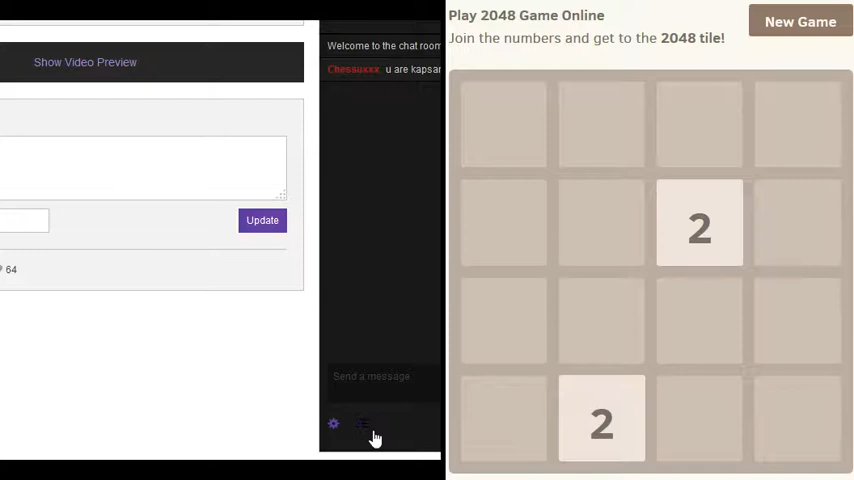 Show Video Preview
Update
64
Welcome to the chat room
Chessuxxx u are kapsar
Send a message
Play 2048 Game Online
Join the numbers and get to the 2048 tile!
New Game
2
2